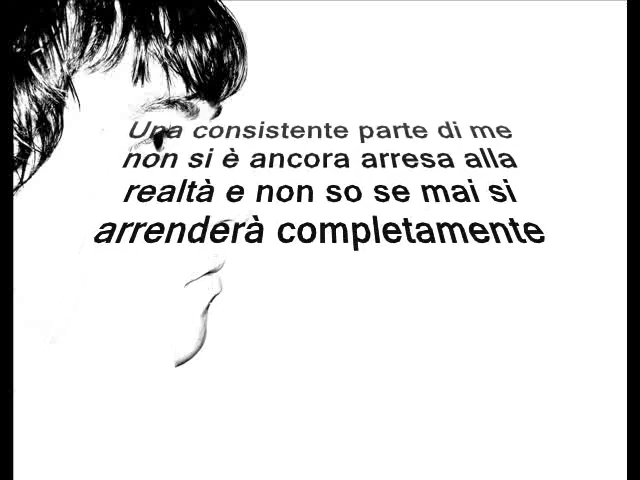 Una consistente parte di me
non si è ancora arresa alla
realtà e non so se mai si
arrenderà completamente